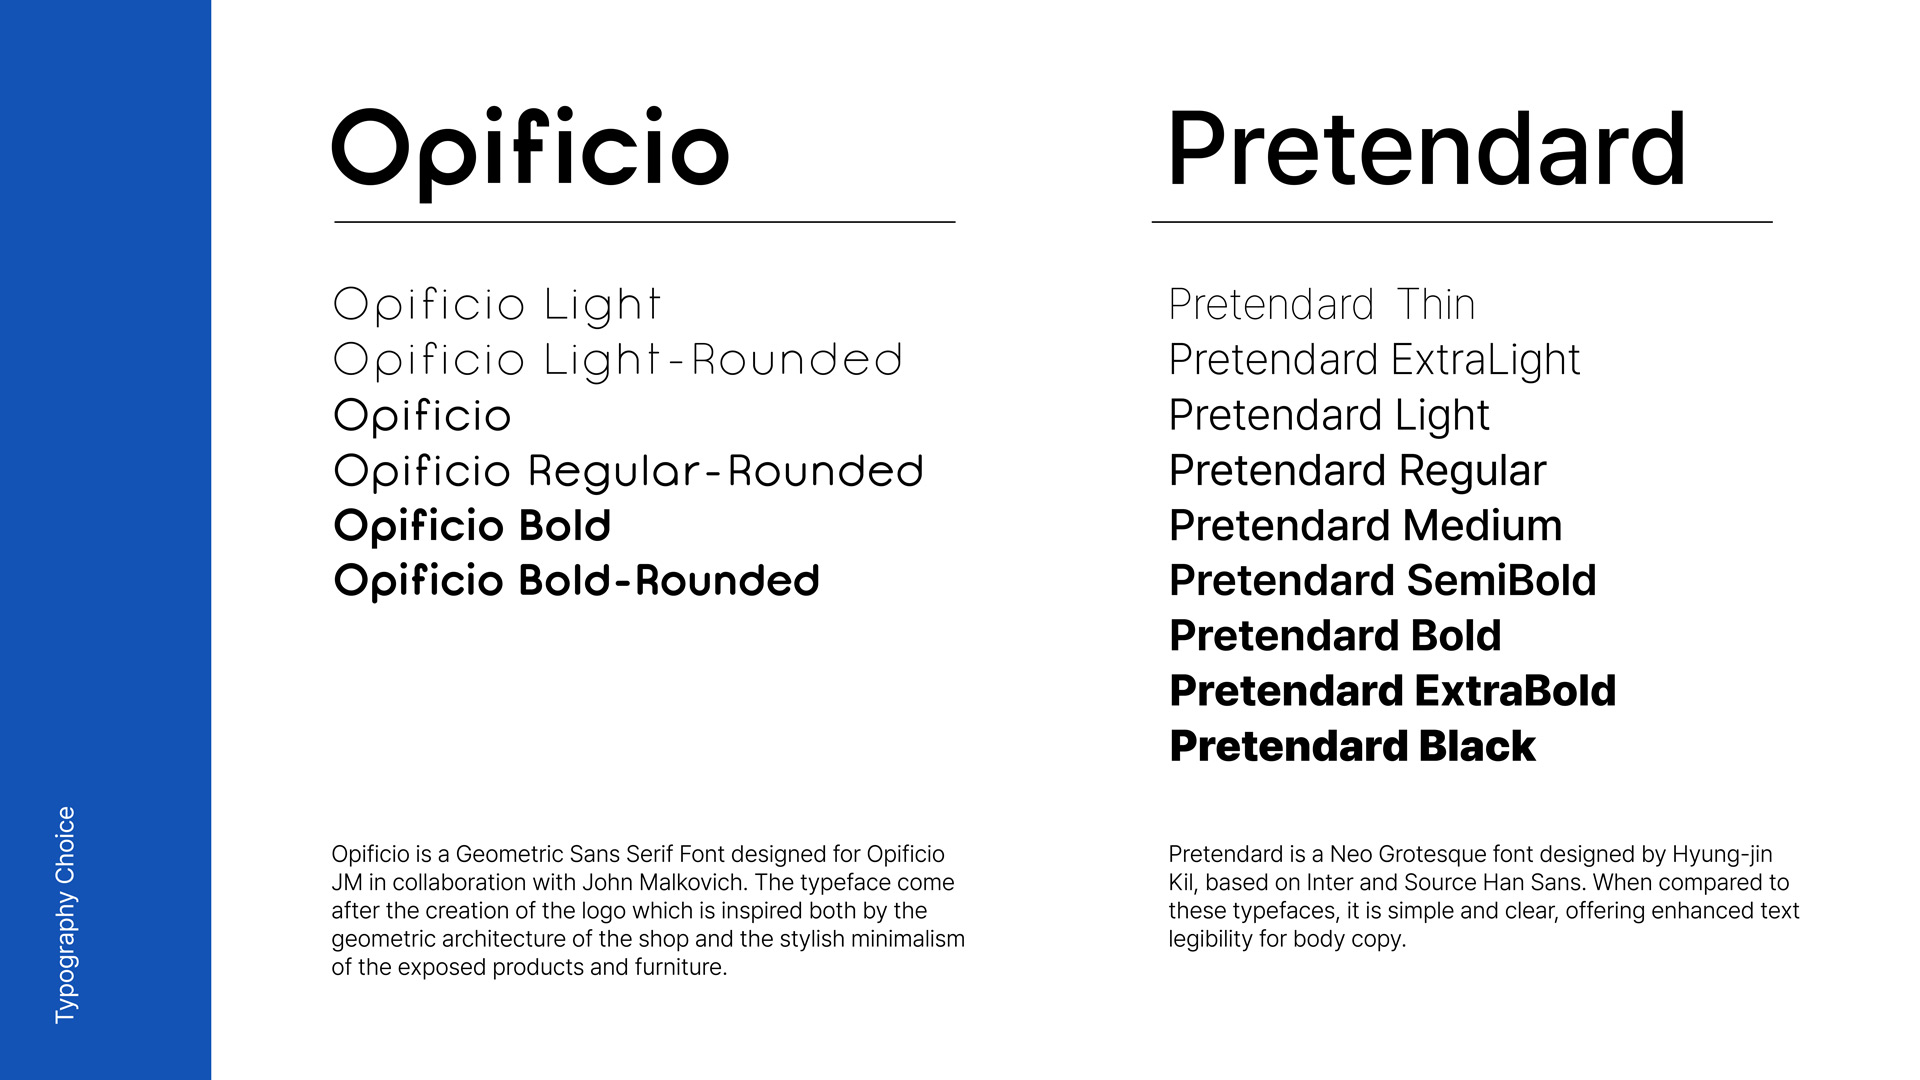 Opificio
Opificio Light
Opificio Light-Rounded
Opificio
Opificio Regular-Rounded
Opificio Bold
Opificio Bold-Rounded
Opificio is a Geometric Sans Serif Font designed for Opificio
JM in collaboration with John Malkovich. The typeface come
after the creation of the logo which is inspired both by the
geometric architecture of the shop and the stylish minimalism
of the exposed products and furniture.
Pretendard
Pretendard Thin
Pretendard ExtraLight
Pretendard Light
Pretendard Regular
Pretendard Medium
Pretendard SemiBold
Pretendard Bold
Pretendard ExtraBold
Pretendard Black
Pretendard is a Neo Grotesque font designed by Hyung-jin
Kil, based on Inter and Source Han Sans. When compared to
these typefaces, it is simple and clear, offering enhanced text
legibility for body copy.
Typography Choice